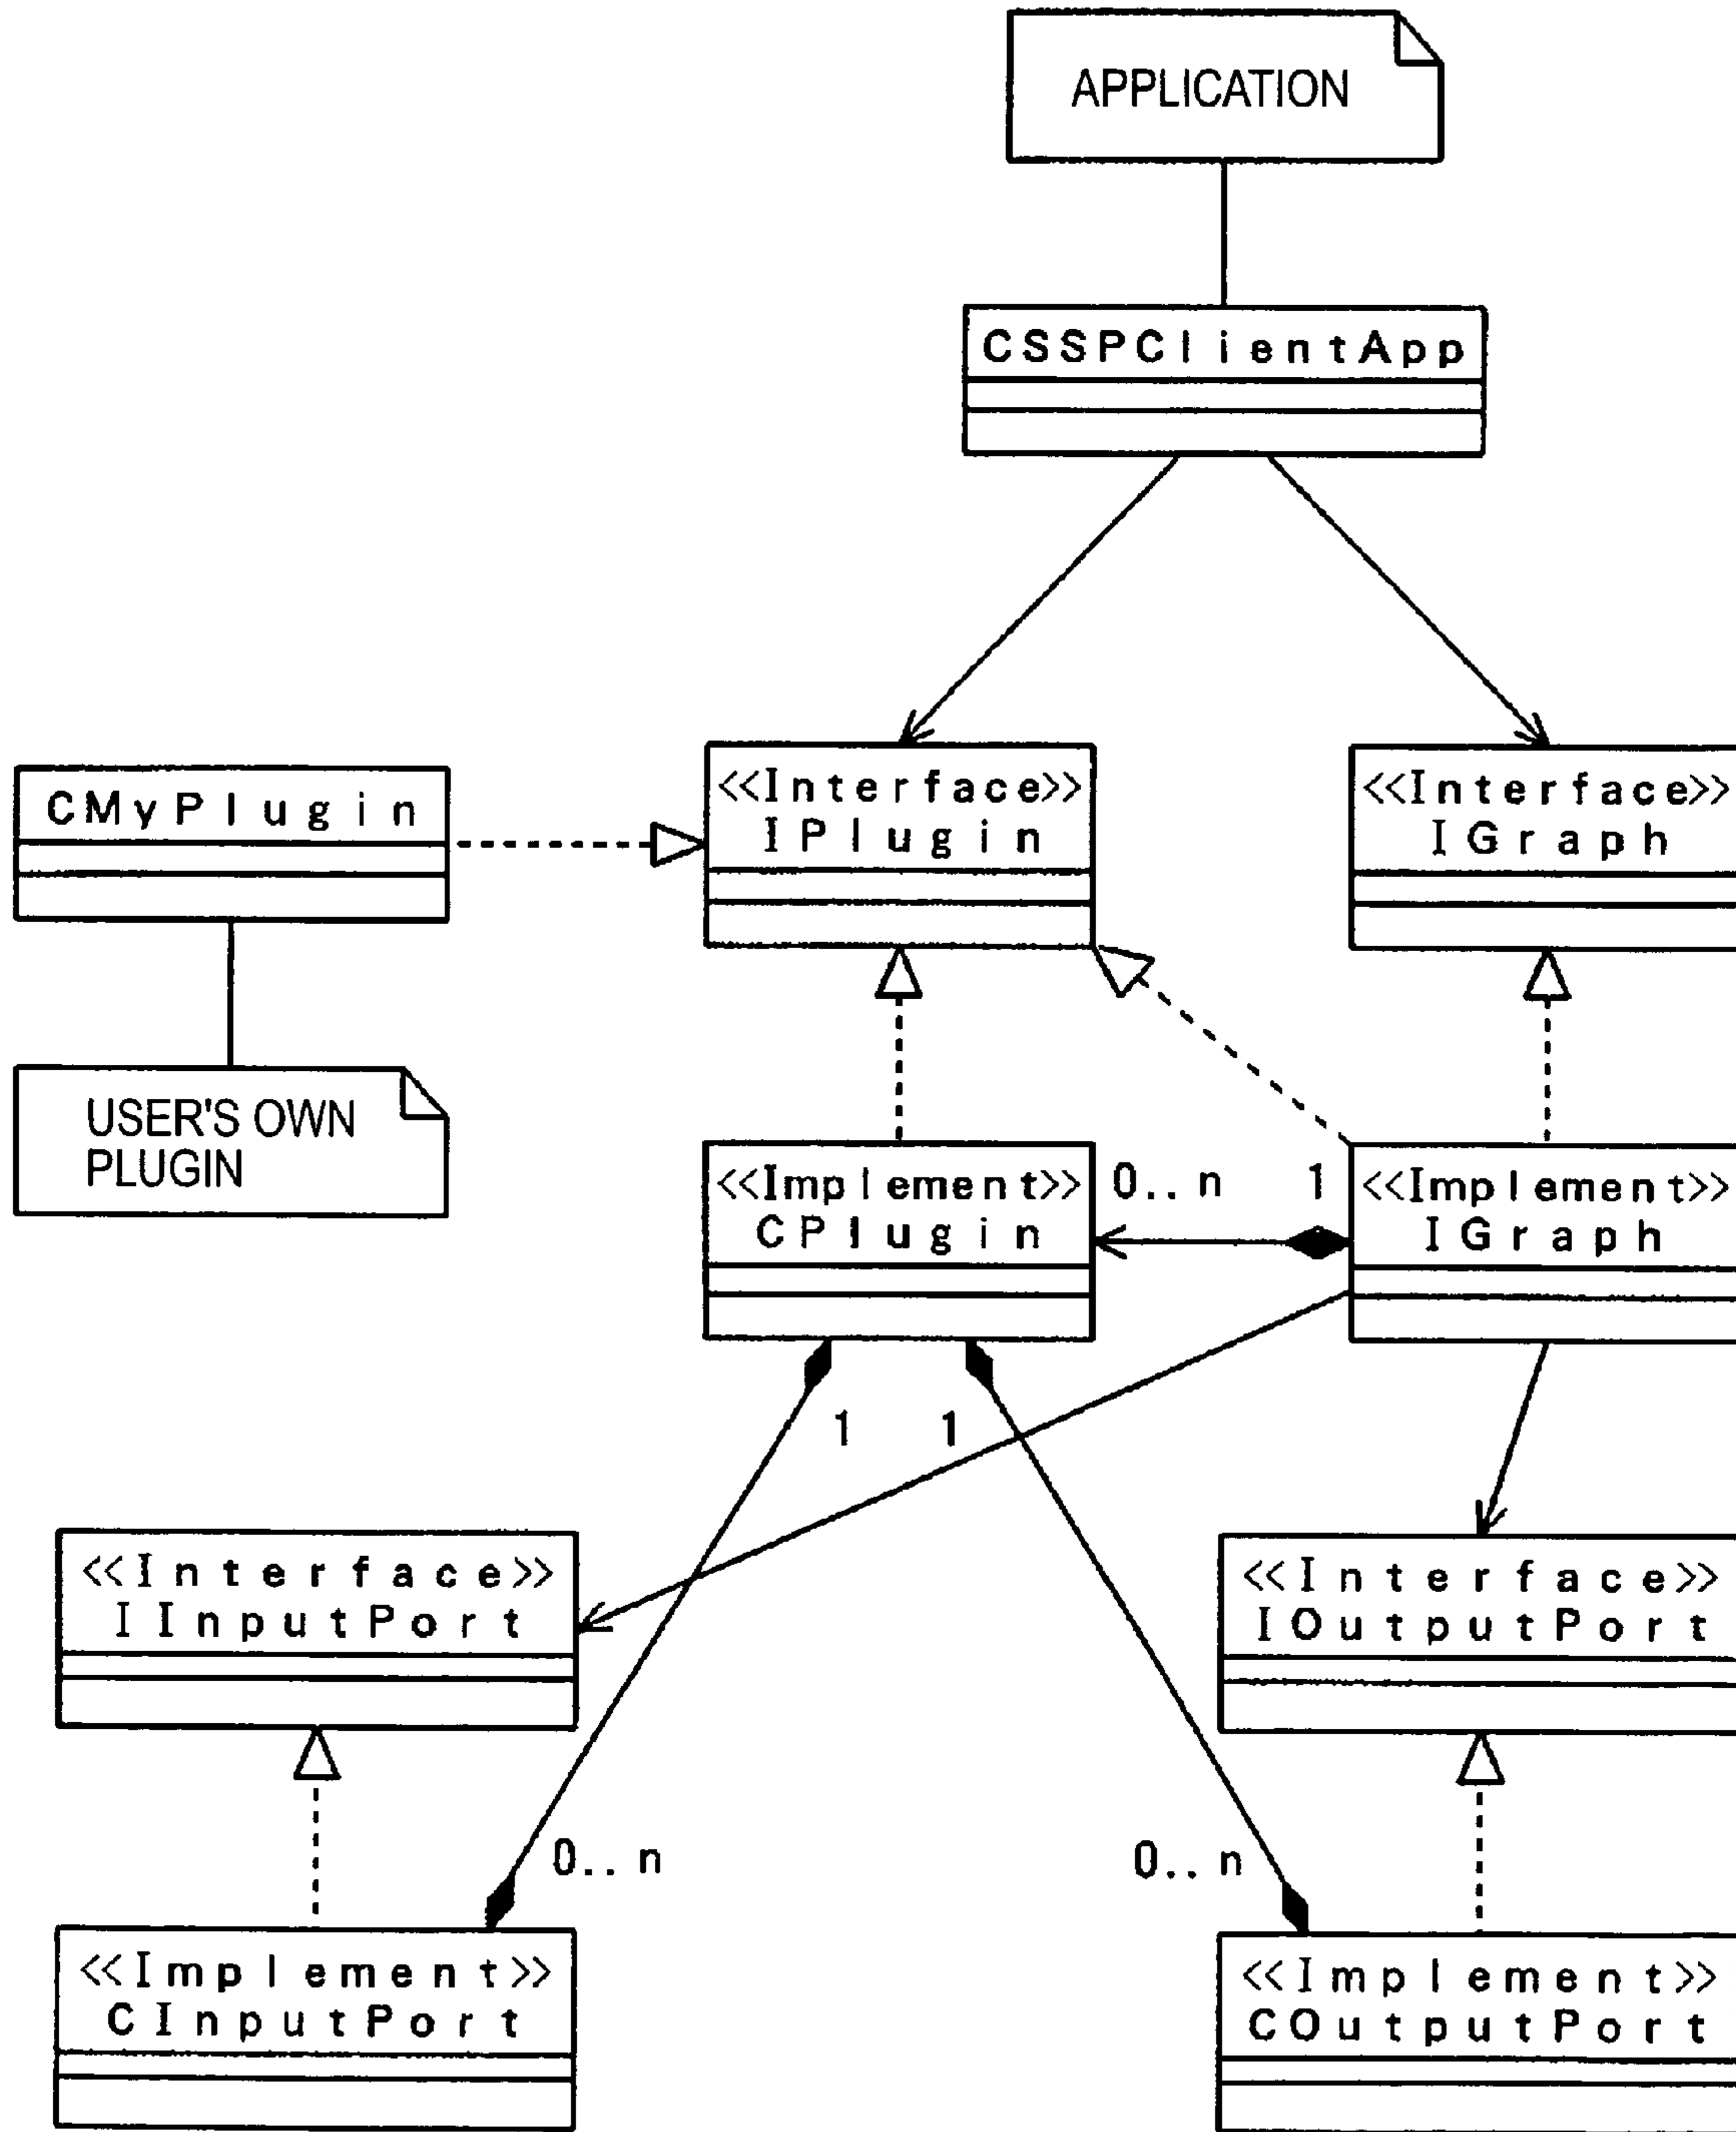 APPLICATION
CSSPClientApp
CMyPlugin
<<Interface>>
IPlugin
<<Interface>>
IGraph
USER'S OWN
PLUGIN
<<Implement>>
CPlugin
0..n
1
<<Implement>>
IGraph
1
1
<<Interface>>
IInputPort
<<Interface>>
IOutputPort
0..n
0..n
<<Implement>>
CInputPort
<<Implement>>
COutputPort